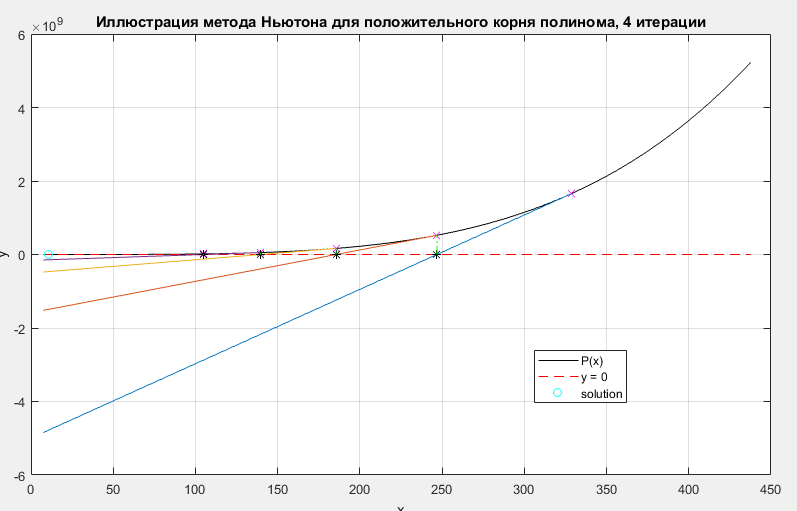 Иллюстрация метода Ньютона для положительного корня полинома, 4 итерации
×10^9
6
4
2
0
-2
-4
-6
y
P(x)
y = 0
solution
0 50 100 150 200 250 300 350 400 450
x